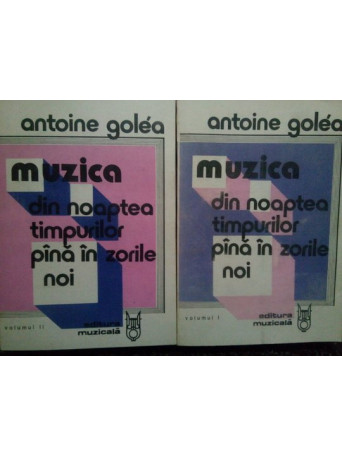 antoine goléa
muzica
din noaptea
timpurilor
pînă în zorile
noi
volumul II
editura
muzicală
antoine goléa
muzica
din noaptea
timpurilor
pînă în zorile
noi
volumul I
editura
muzicală